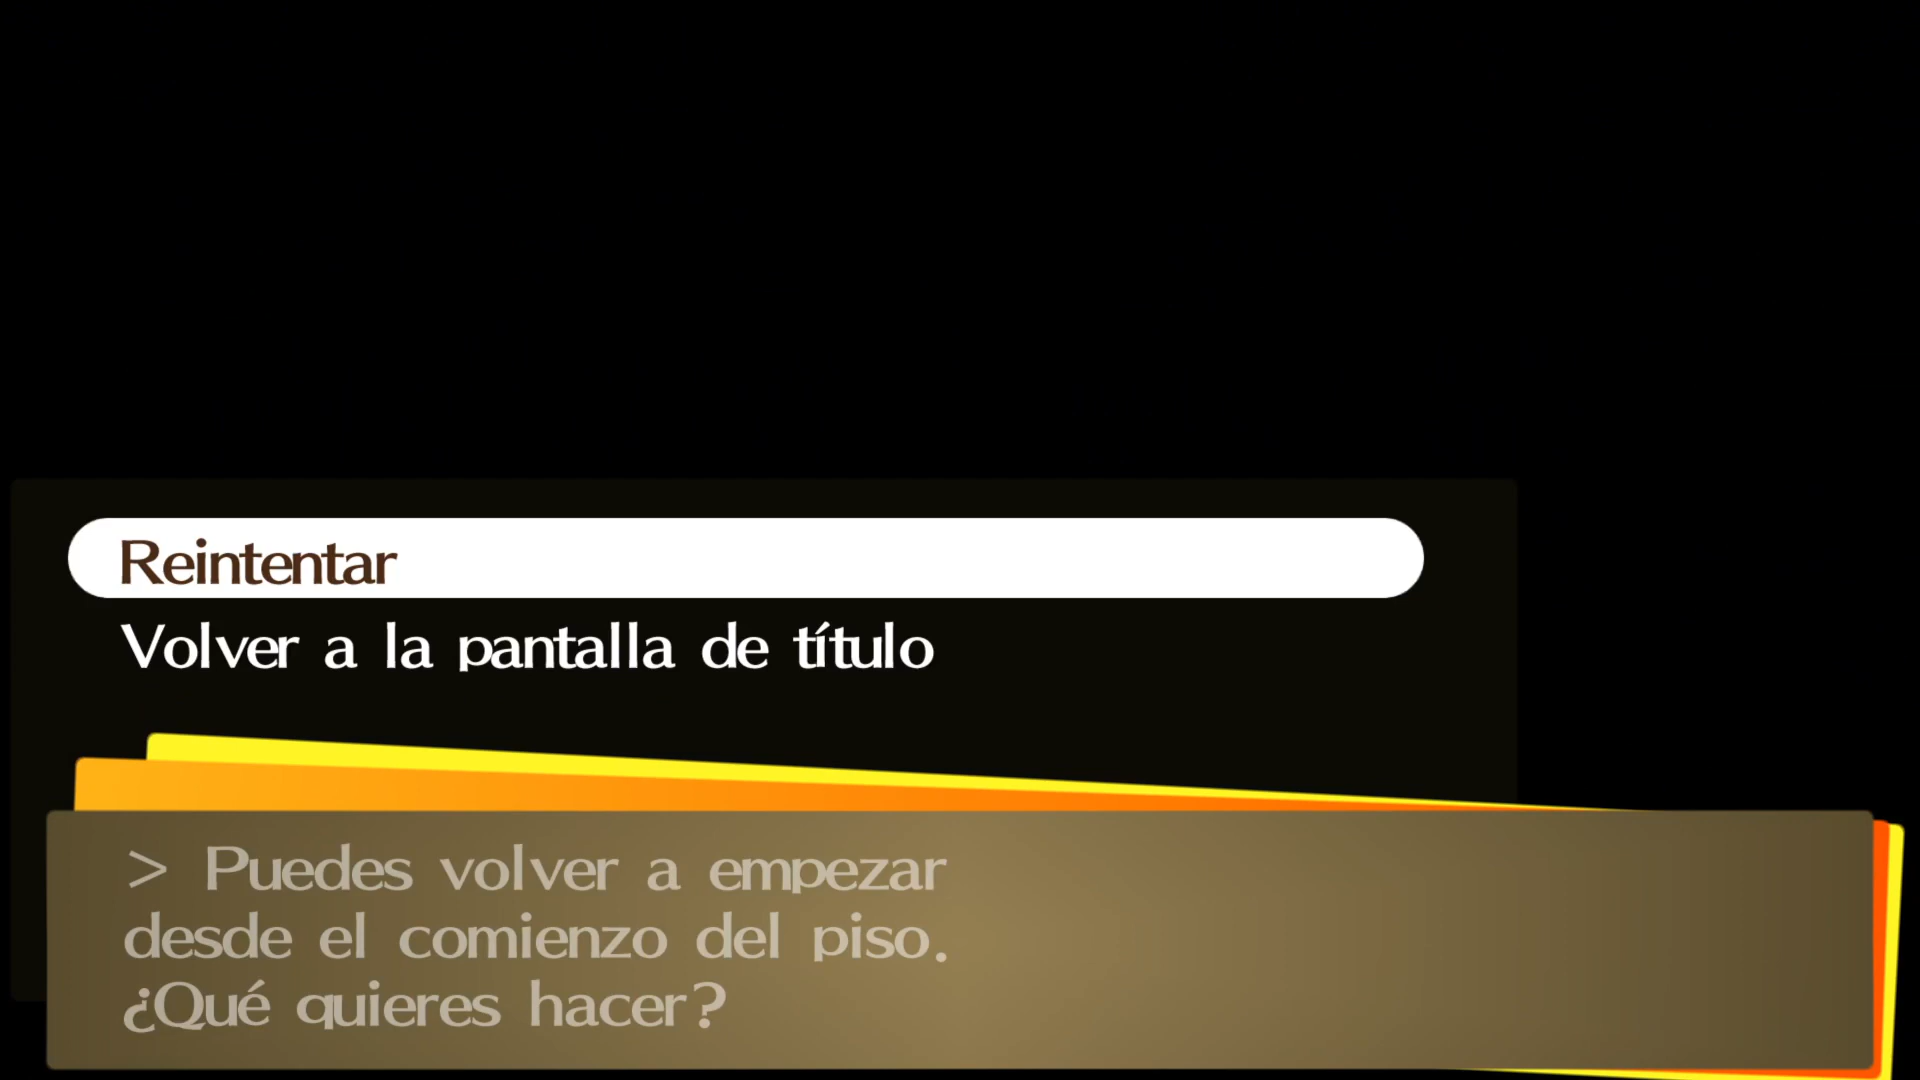 Reintentar
Volver a la pantalla de título
> Puedes volver a empezar
desde el comienzo del piso.
¿Qué quieres hacer?